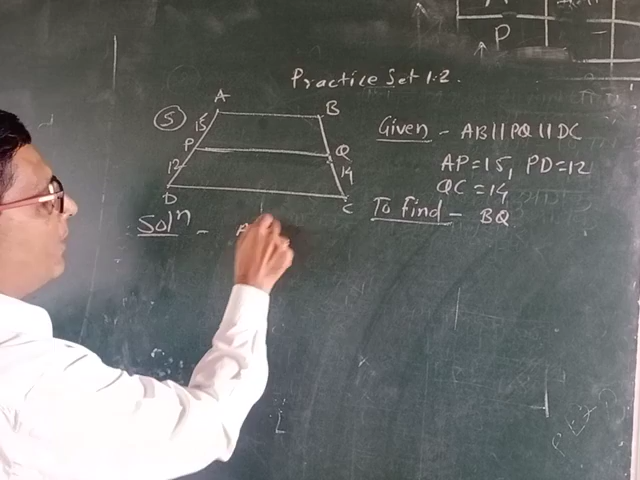 P
Practice Set 1.2.
5
A
B
15
P
Q
12
14
D
C
Given - AB || PQ || DC
AP = 15, PD = 12
QC = 14
To find - BQ
Solⁿ -